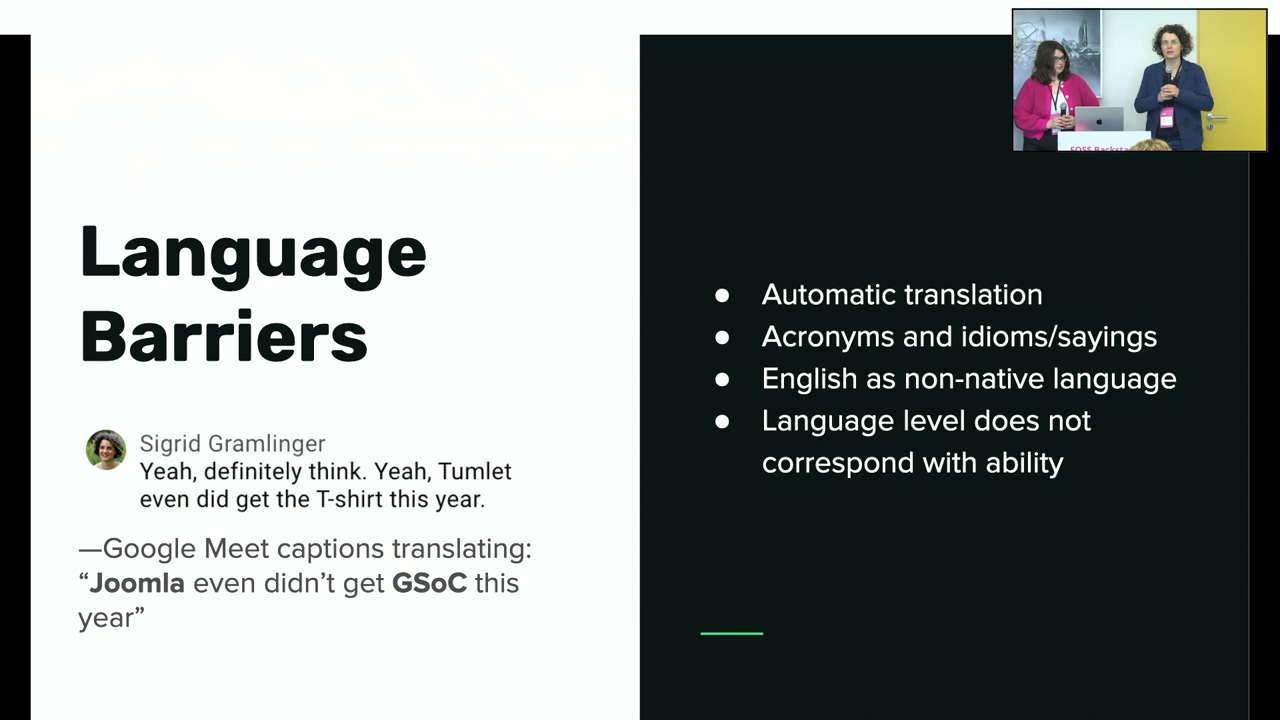 Language
Barriers
Sigrid Gramlinger
Yeah, definitely think. Yeah, Tumlet
even did get the T-shirt this year.
—Google Meet captions translating:
“Joomla even didn’t get GSoC this
year”
● Automatic translation
● Acronyms and idioms/sayings
● English as non-native language
● Language level does not
correspond with ability
FOSS Backsta